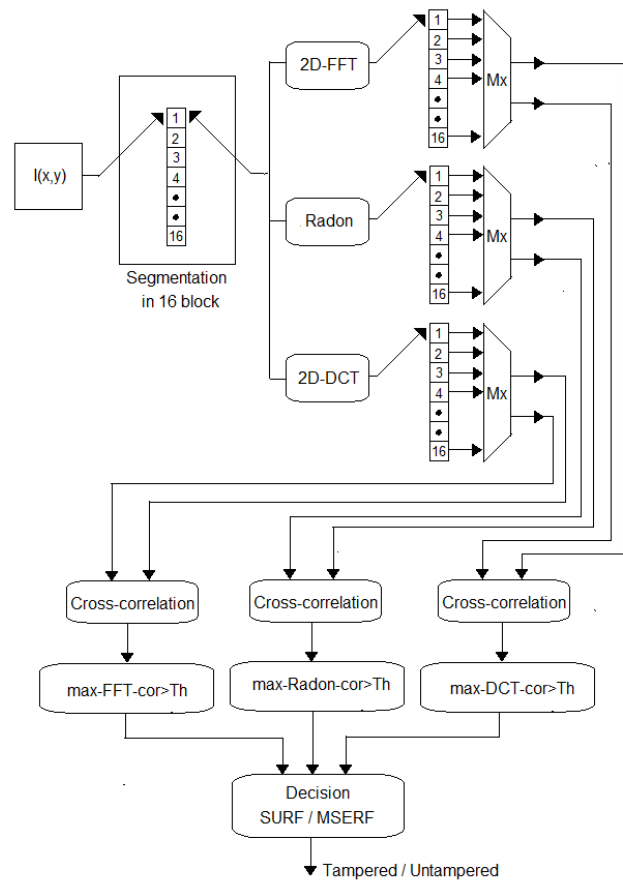 I(x,y)
1
2
3
4
16
Segmentation
in 16 block
2D-FFT
1
2
3
4
16
Mx
Radon
1
2
3
4
16
Mx
2D-DCT
1
2
3
4
16
Mx
Cross-correlation
Cross-correlation
Cross-correlation
max-FFT-cor>Th
max-Radon-cor>Th
max-DCT-cor>Th
Decision
SURF / MSERF
Tampered / Untampered